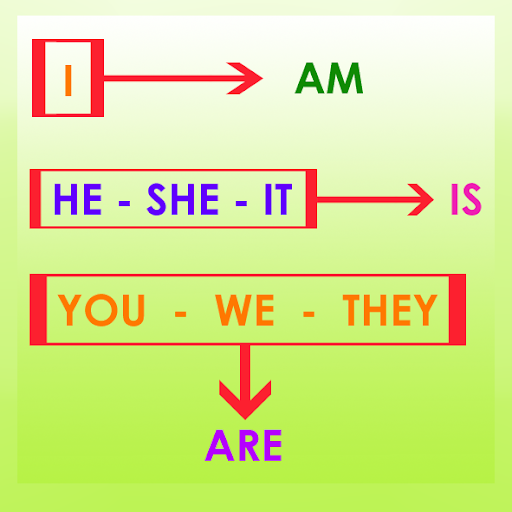 I AM
HE - SHE - IT IS
YOU - WE - THEY
ARE